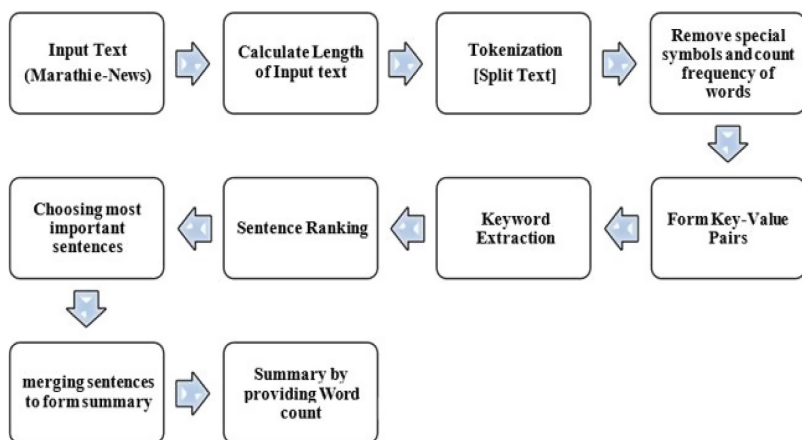 Input Text
(Marathie-News)
Calculate Length
of Input text
Tokenization
[Split Text]
Remove special
symbols and count
frequency of
words
Form Key-Value
Pairs
Keyword
Extraction
Sentence Ranking
Choosing most
important
sentences
merging sentences
to form summary
Summary by
providing Word
count